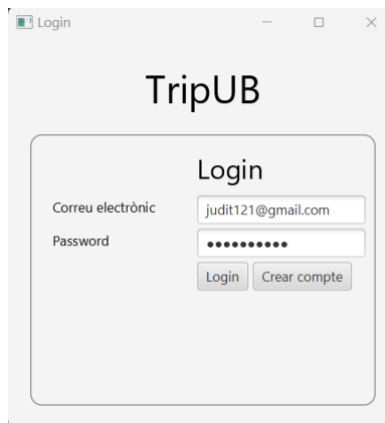 Login
TripUB
Login
Correu electrònic judit121@gmail.com
Password ●●●●●●●●●●
Login Crear compte